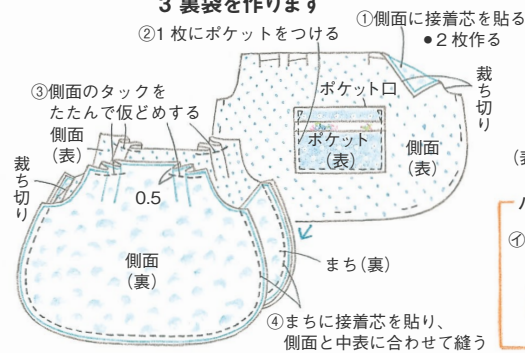 3 裏袋を作ります
①側面に接着芯を貼る
●2枚作る
②1枚にポケットをつける
③側面のタックを
たたんで仮どめする
ポケット口
裁ち切り
側面
(表)
ポケット
(表)
側面
(表)
裁ち切り
0.5
側面
(裏)
まち(裏)
④まちに接着芯を貼り、
側面と中表に合わせて縫う